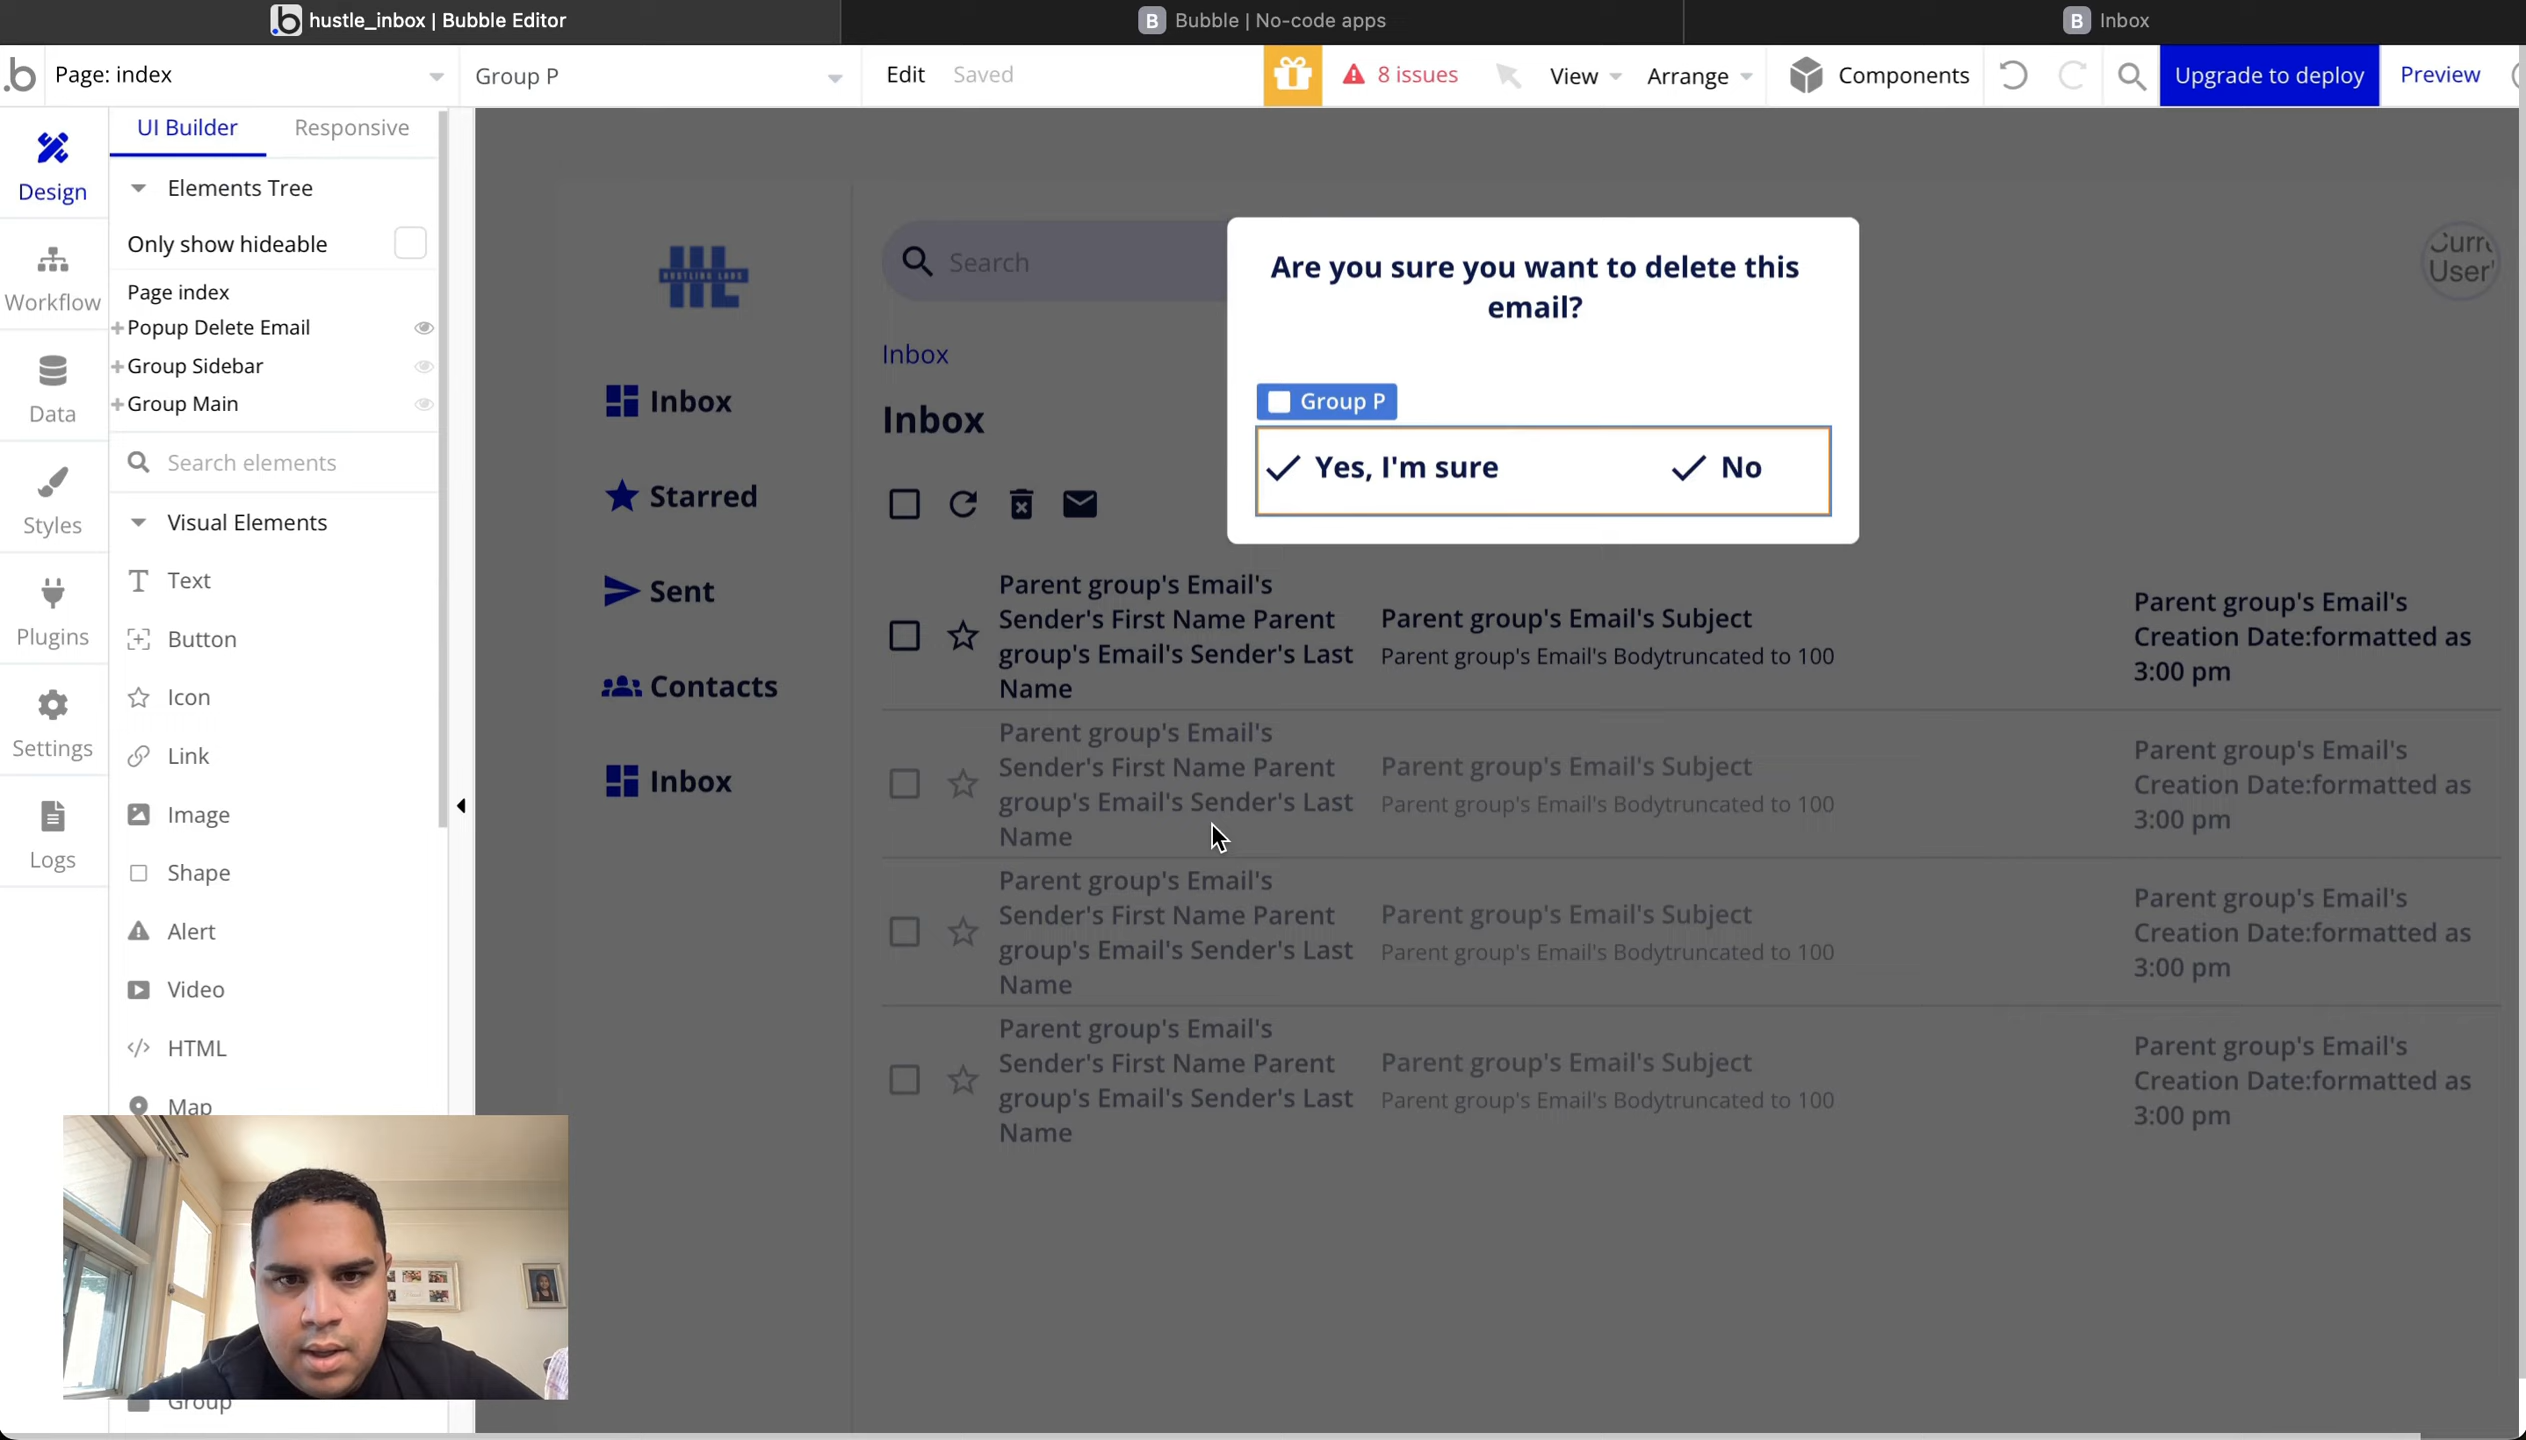 hustle_inbox | Bubble Editor
B Bubble | No-code apps
B Inbox
Page: index
Group P
Edit
Saved
8 issues
View
Arrange
Components
Upgrade to deploy
Preview
Design
Workflow
Data
Styles
Plugins
Settings
Logs
UI Builder
Responsive
Elements Tree
Only show hideable
Page index
Popup Delete Email
Group Sidebar
Group Main
Search elements
Visual Elements
Text
Button
Icon
Link
Image
Shape
Alert
Video
HTML
Map
Group
HUSTLING LABS
Inbox
Starred
Sent
Contacts
Inbox
Search
Inbox
Inbox
Are you sure you want to delete this
email?
Group P
Yes, I'm sure
No
Parent group's Email's
Sender's First Name Parent
group's Email's Sender's Last
Name
Parent group's Email's Subject
Parent group's Email's Bodytruncated to 100
Parent group's Email's
Creation Date:formatted as
3:00 pm
Parent group's Email's
Sender's First Name Parent
group's Email's Sender's Last
Name
Parent group's Email's Subject
Parent group's Email's Bodytruncated to 100
Parent group's Email's
Creation Date:formatted as
3:00 pm
Parent group's Email's
Sender's First Name Parent
group's Email's Sender's Last
Name
Parent group's Email's Subject
Parent group's Email's Bodytruncated to 100
Parent group's Email's
Creation Date:formatted as
3:00 pm
Parent group's Email's
Sender's First Name Parent
group's Email's Sender's Last
Name
Parent group's Email's Subject
Parent group's Email's Bodytruncated to 100
Parent group's Email's
Creation Date:formatted as
3:00 pm
User'